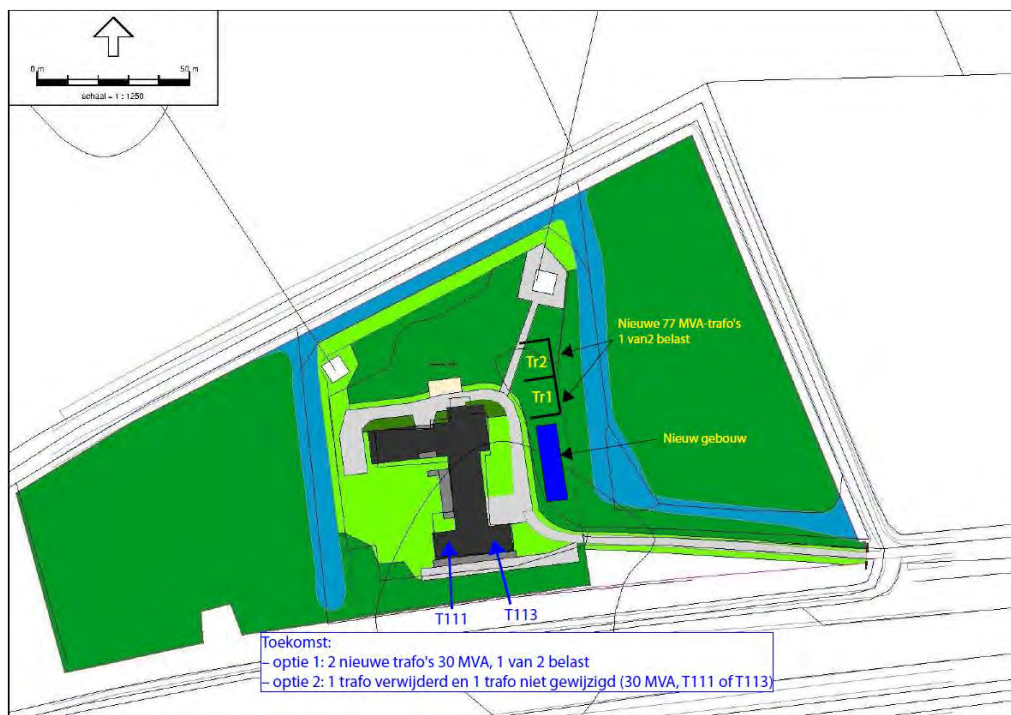 0 m 50 m
schaal = 1 : 1250
Nieuwe 77 MVA-trafo's
1 van2 belast
Tr2
Tr1
Nieuw gebouw
T111
T113
Toekomst:
– optie 1: 2 nieuwe trafo's 30 MVA, 1 van 2 belast
– optie 2: 1 trafo verwijderd en 1 trafo niet gewijzigd (30 MVA, T111 of T113)